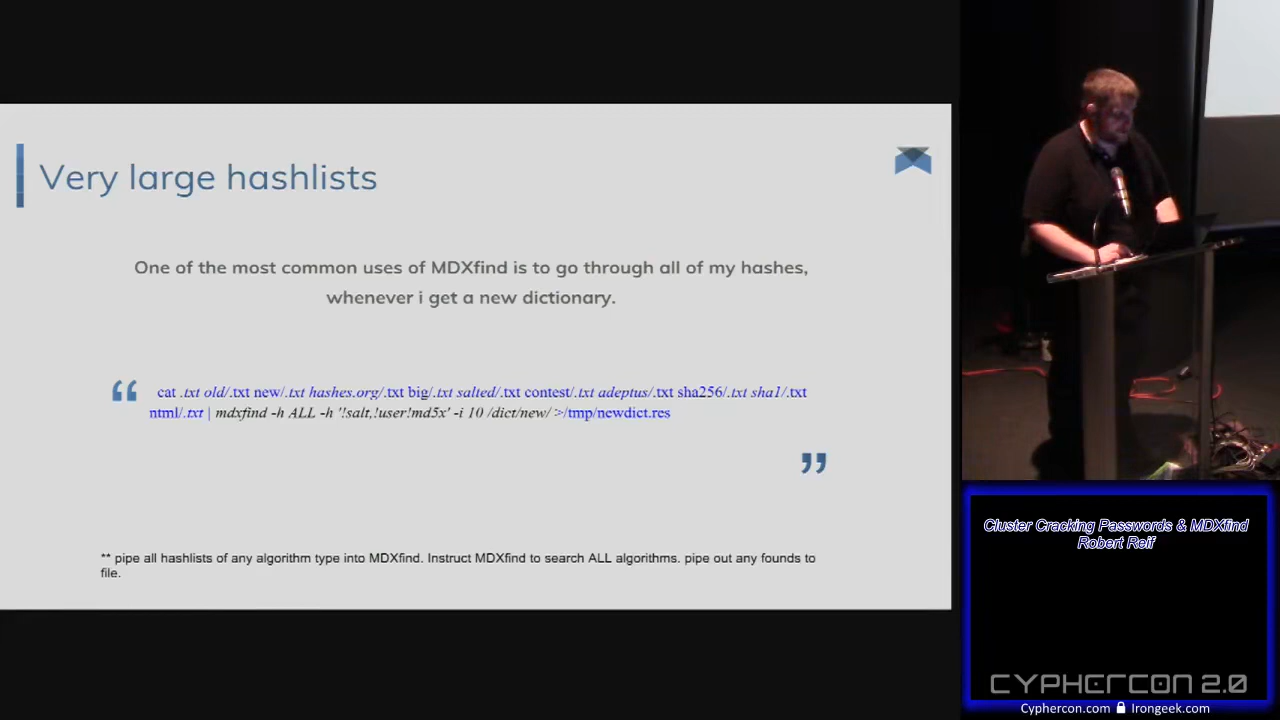 Very large hashlists
One of the most common uses of MDXfind is to go through all of my hashes,
whenever i get a new dictionary.
“ cat .txt old/.txt new/.txt hashes.org/.txt big/.txt salted/.txt contest/.txt adeptus/.txt sha256/.txt sha1/.txt
ntml/.txt | mdxfind -h ALL -h '!salt,!user!md5x' -i 10 /dict/new/ >/tmp/newdict.res
”
** pipe all hashlists of any algorithm type into MDXfind. Instruct MDXfind to search ALL algorithms. pipe out any founds to
file.
Cluster Cracking Passwords & MDXfind
Robert Reif
CYPHERCON 2.0
Cyphercon.com Irongeek.com